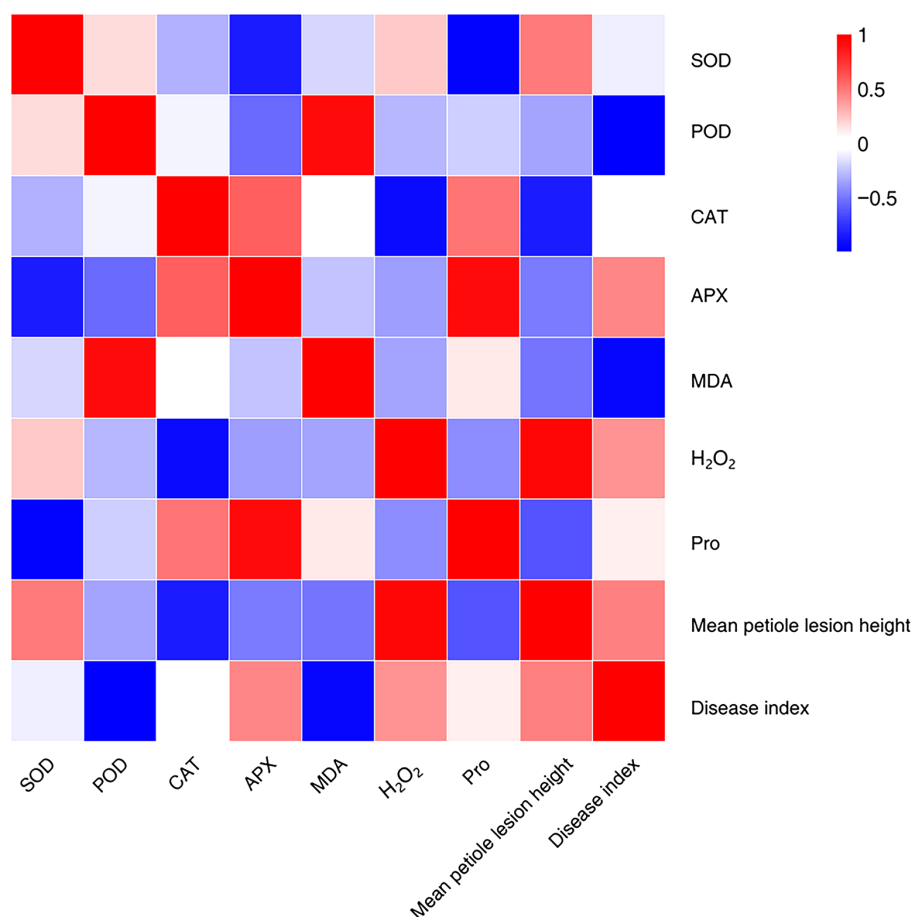 1
SOD
0.5
POD
0
−0.5
CAT
APX
MDA
H₂O₂
Pro
Mean petiole lesion height
Disease index
SOD
POD
CAT
APX
MDA
H₂O₂
Pro
Mean petiole lesion height
Disease index